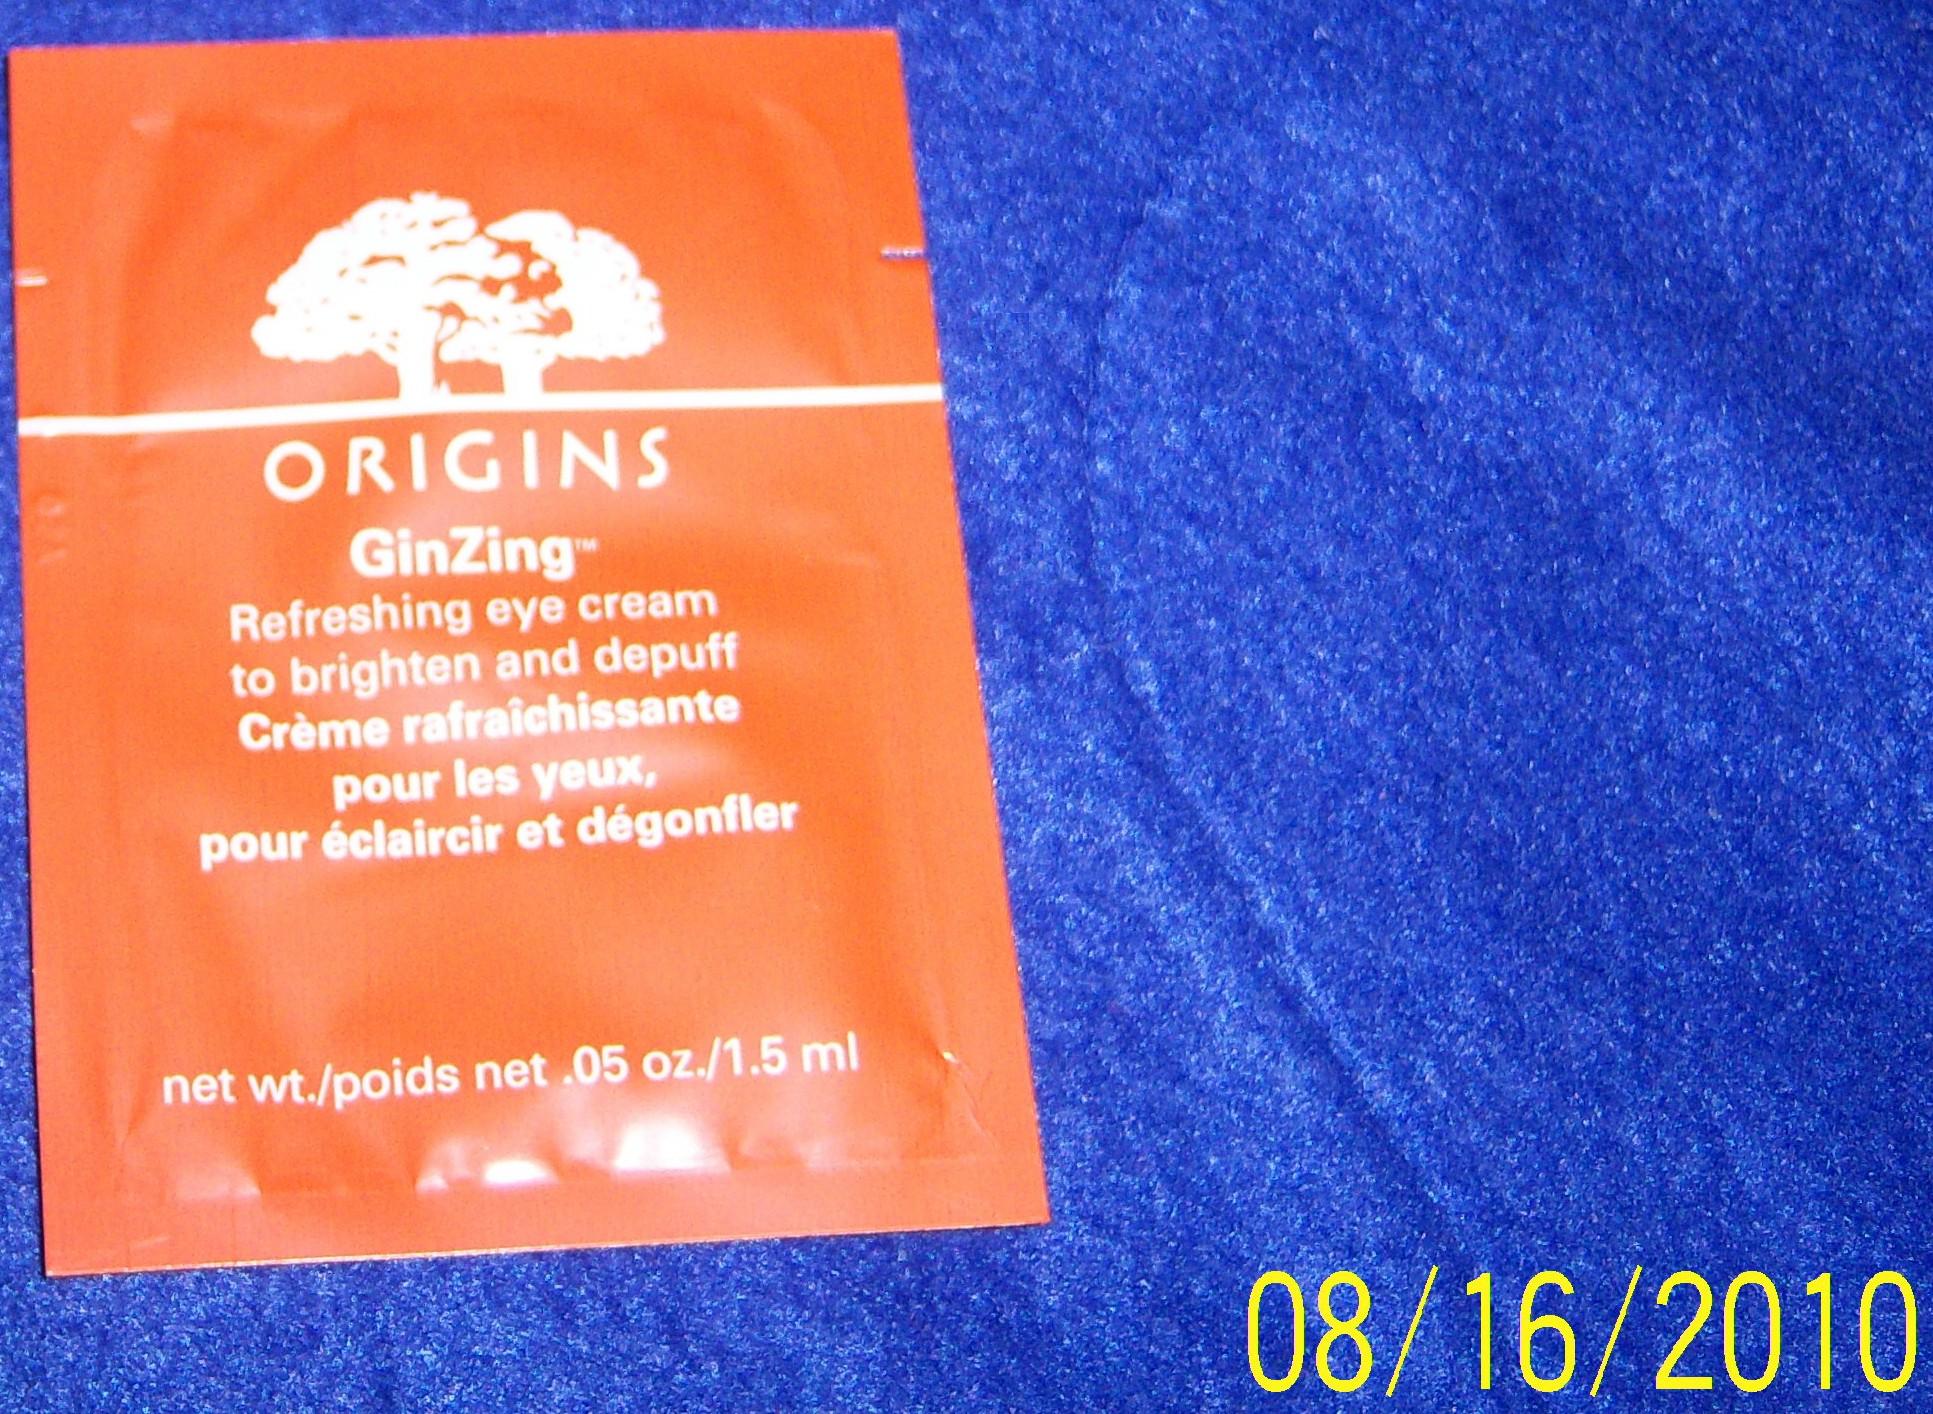 ORIGINS
GinZing™
Refreshing eye cream
to brighten and depuff
Crème rafraîchissante
pour les yeux,
pour éclaircir et dégonfler
net wt./poids net .05 oz./1.5 ml
08/16/2010